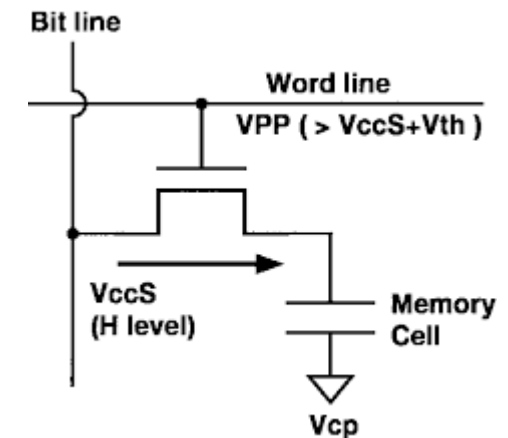 Bit line
Word line
VPP ( > VccS+Vth )
VccS
(H level)
Memory
Cell
Vcp